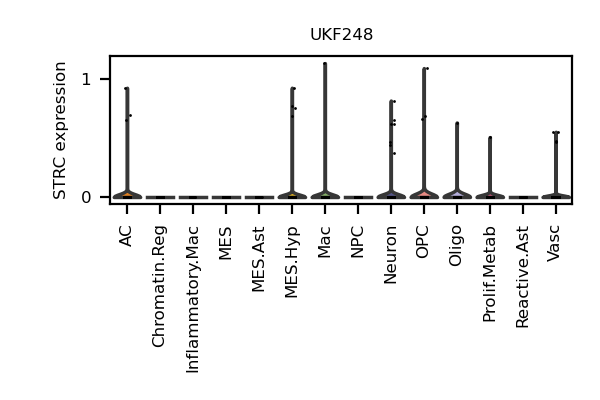 UKF248
STRC expression
1
0
AC
Chromatin.Reg
Inflammatory.Mac
MES
MES.Ast
MES.Hyp
Mac
NPC
Neuron
OPC
Oligo
Prolif.Metab
Reactive.Ast
Vasc